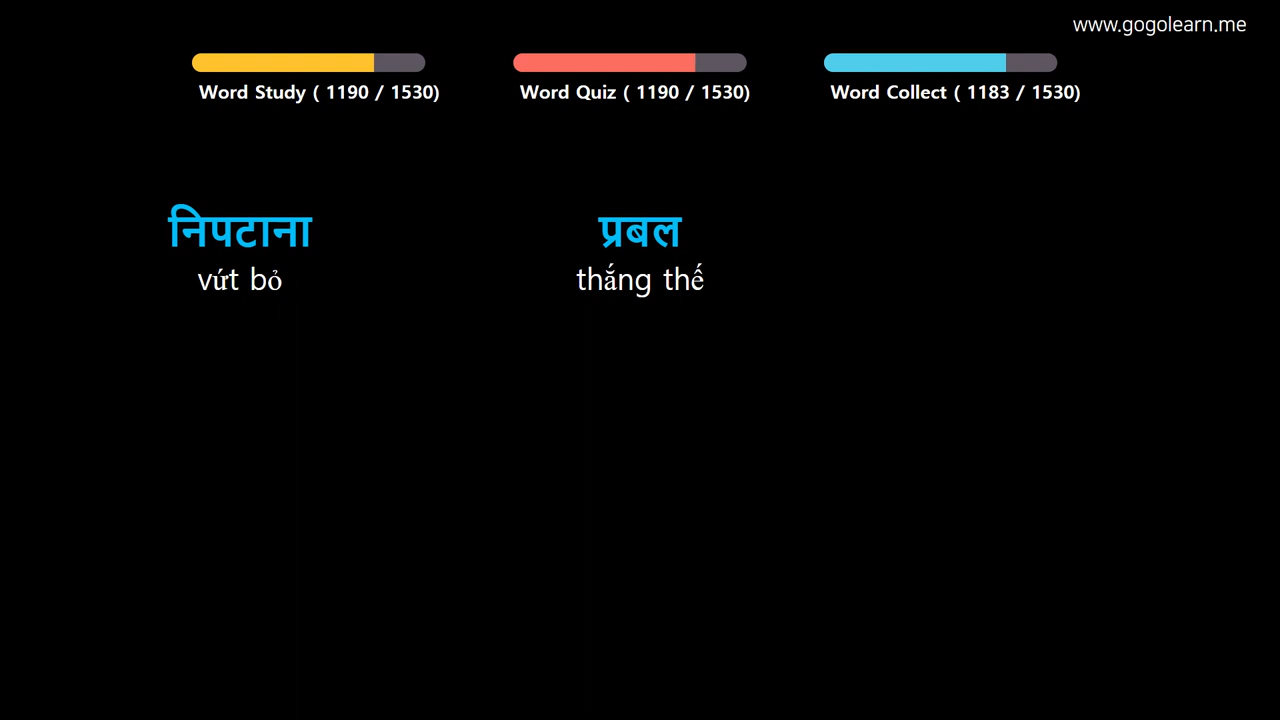 www.gogolearn.me
Word Study ( 1190 / 1530)
Word Quiz ( 1190 / 1530)
Word Collect ( 1183 / 1530)
निपटाना
vứt bỏ
प्रबल
thắng thế